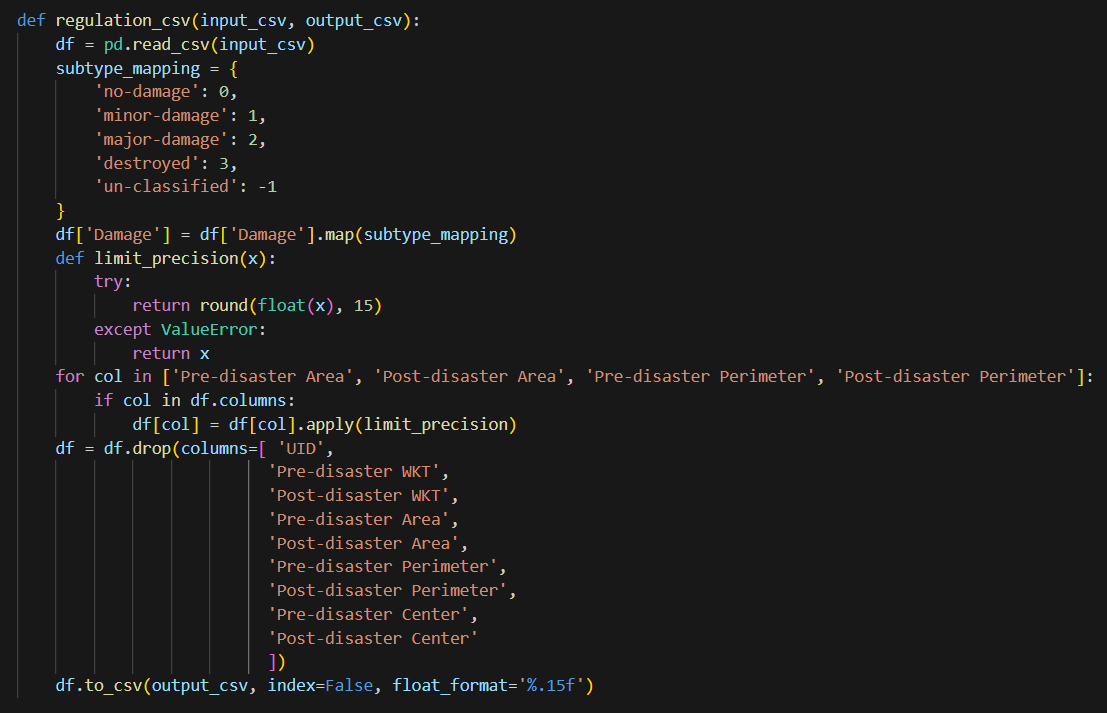 def regulation_csv(input_csv, output_csv):
    df = pd.read_csv(input_csv)
    subtype_mapping = {
        'no-damage': 0,
        'minor-damage': 1,
        'major-damage': 2,
        'destroyed': 3,
        'un-classified': -1
    }
    df['Damage'] = df['Damage'].map(subtype_mapping)
    def limit_precision(x):
        try:
            return round(float(x), 15)
        except ValueError:
            return x
    for col in ['Pre-disaster Area', 'Post-disaster Area', 'Pre-disaster Perimeter', 'Post-disaster Perimeter']:
        if col in df.columns:
            df[col] = df[col].apply(limit_precision)
    df = df.drop(columns=[ 'UID',
                          'Pre-disaster WKT',
                          'Post-disaster WKT',
                          'Pre-disaster Area',
                          'Post-disaster Area',
                          'Pre-disaster Perimeter',
                          'Post-disaster Perimeter',
                          'Pre-disaster Center',
                          'Post-disaster Center'
                          ])
    df.to_csv(output_csv, index=False, float_format='%.15f')